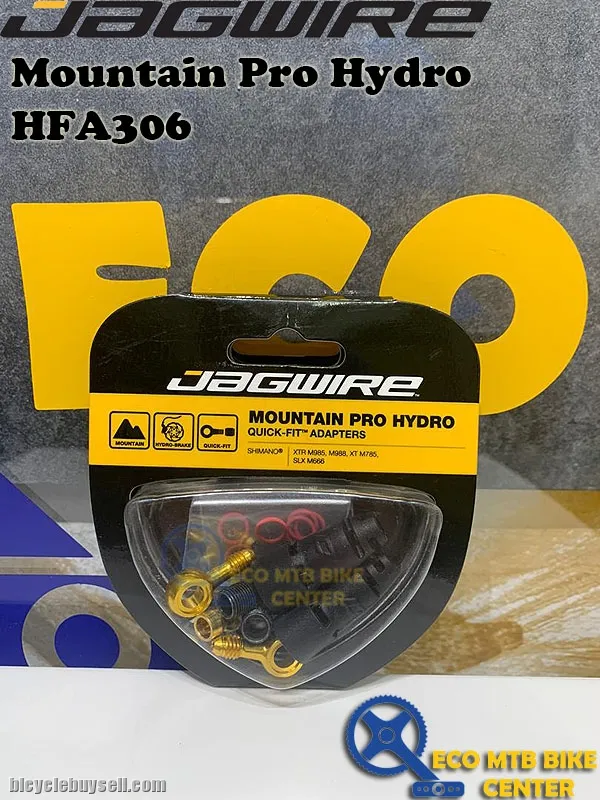 JAGWIRE
Mountain Pro Hydro
HFA306
ECO
JAGWIRE
MOUNTAIN
HYDRO-BRAKE
QUICK-FIT
MOUNTAIN PRO HYDRO
QUICK-FIT™ ADAPTERS
SHIMANO® XTR M985, M988, XT M785,
SLX M666
ECO MTB BIKE
CENTER
ECO MTB BIKE
CENTER
bicyclebuysell.com